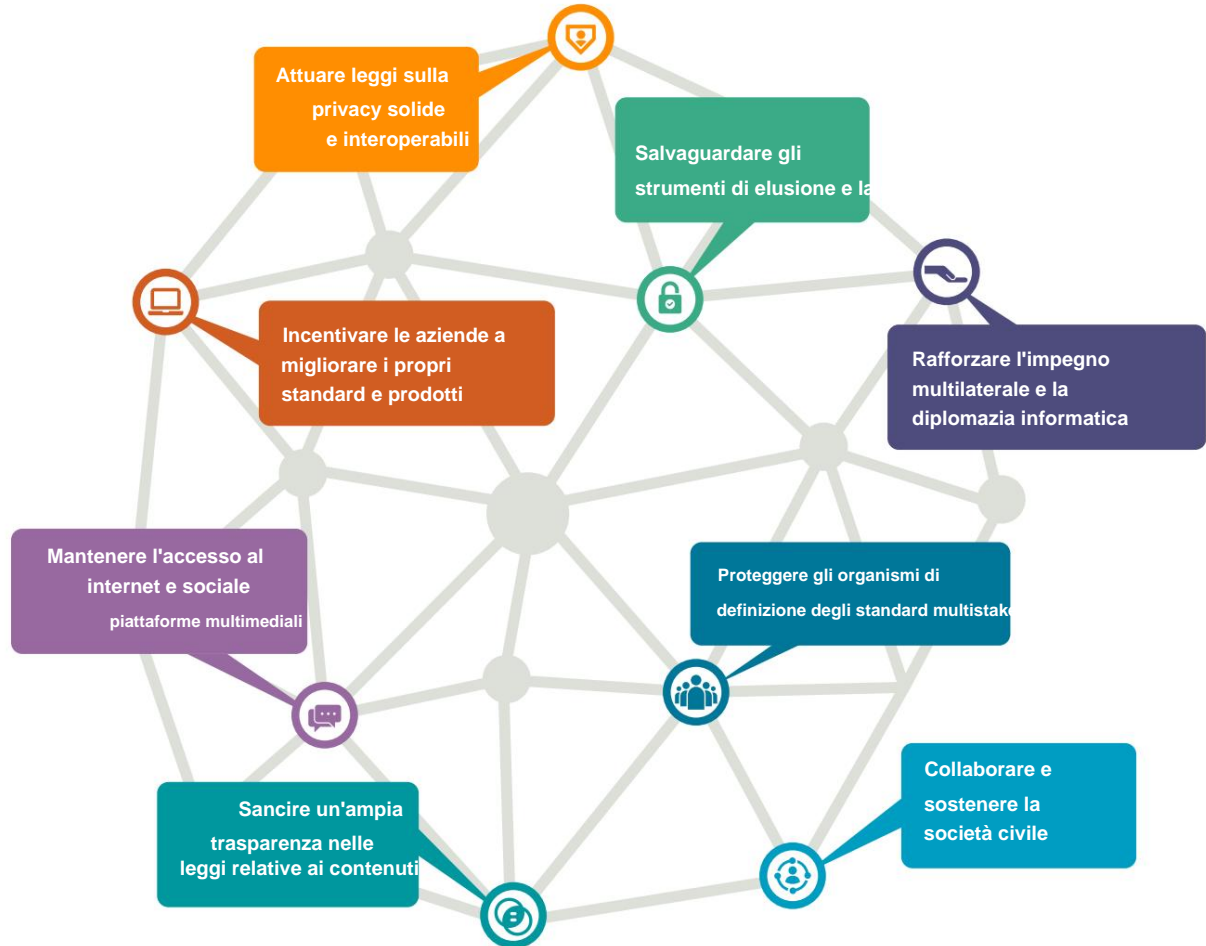 Attuare leggi sulla
privacy solide
e interoperabili
Salvaguardare gli
strumenti di elusione e la
Incentivare le aziende a
migliorare i propri
standard e prodotti
Rafforzare l'impegno
multilaterale e la
diplomazia informatica
Mantenere l'accesso al
internet e sociale
piattaforme multimediali
Proteggere gli organismi di
definizione degli standard
Sancire un'ampia
trasparenza nelle
leggi relative ai contenuti
Collaborare e
sostenere la
società civile